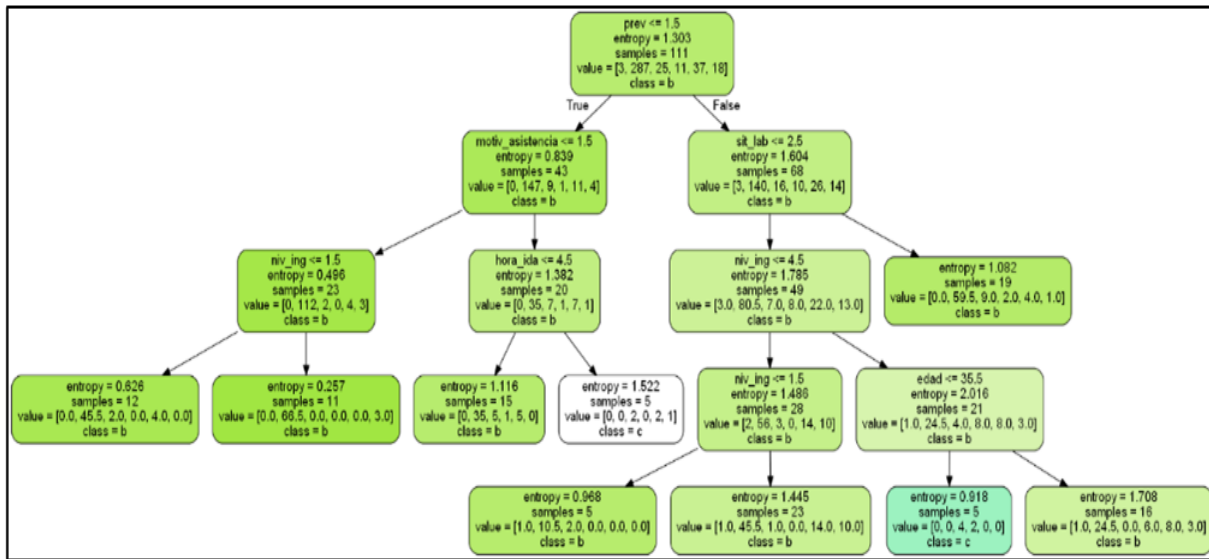 prev <= 1.5
entropy = 1.303
samples = 111
value = [3, 287, 25, 11, 37, 18]
class = b
True
False
motiv_asistencia <= 1.5
entropy = 0.839
samples = 43
value = [0, 147, 9, 1, 11, 4]
class = b
sit_lab <= 2.5
entropy = 1.604
samples = 68
value = [3, 140, 16, 10, 26, 14]
class = b
niv_ing <= 1.5
entropy = 0.496
samples = 23
value = [0, 112, 2, 0, 4, 3]
class = b
hora_ida <= 4.5
entropy = 1.382
samples = 20
value = [0, 35, 7, 1, 7, 1]
class = b
niv_ing <= 4.5
entropy = 1.785
samples = 49
value = [3.0, 80.5, 7.0, 8.0, 22.0, 13.0]
class = b
entropy = 1.082
samples = 19
value = [0.0, 59.5, 9.0, 2.0, 4.0, 1.0]
class = b
entropy = 0.626
samples = 12
value = [0.0, 45.5, 2.0, 0.0, 4.0, 0.0]
class = b
entropy = 0.257
samples = 11
value = [0.0, 66.5, 0.0, 0.0, 0.0, 3.0]
class = b
entropy = 1.116
samples = 15
value = [0, 35, 5, 1, 5, 0]
class = b
entropy = 1.522
samples = 5
value = [0, 0, 2, 0, 2, 1]
class = c
niv_ing <= 1.5
entropy = 1.486
samples = 28
value = [2, 56, 3, 0, 14, 10]
class = b
edad <= 35.5
entropy = 2.016
samples = 21
value = [1.0, 24.5, 4.0, 8.0, 8.0, 3.0]
class = b
entropy = 0.968
samples = 5
value = [1.0, 10.5, 2.0, 0.0, 0.0, 0.0]
class = b
entropy = 1.445
samples = 23
value = [1.0, 45.5, 1.0, 0.0, 14.0, 10.0]
class = b
entropy = 0.918
samples = 5
value = [0, 0, 4, 2, 0, 0]
class = c
entropy = 1.708
samples = 16
value = [1.0, 24.5, 0.0, 6.0, 8.0, 3.0]
class = b